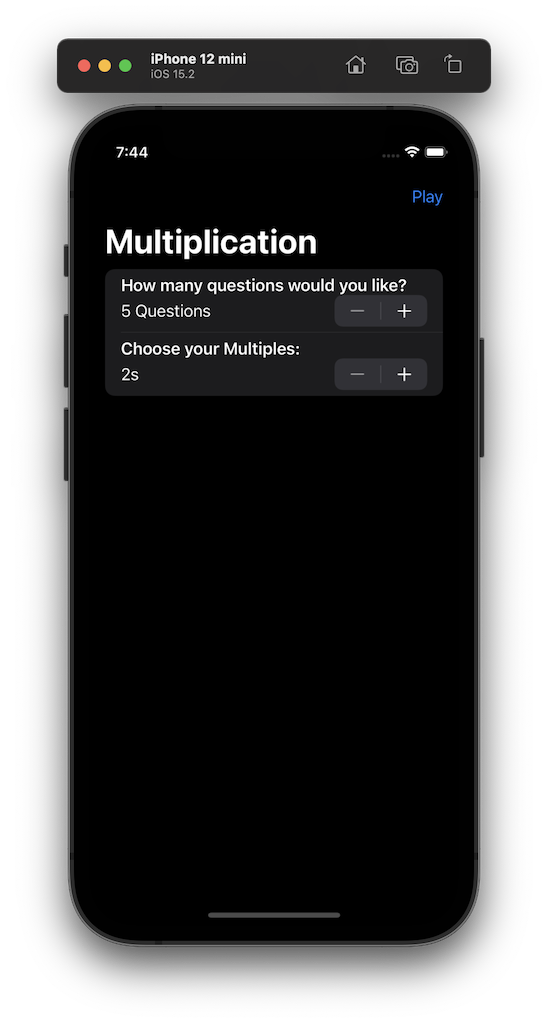 iPhone 12 mini
iOS 15.2
7:44
Play
Multiplication
How many questions would you like?
5 Questions
Choose your Multiples:
2s